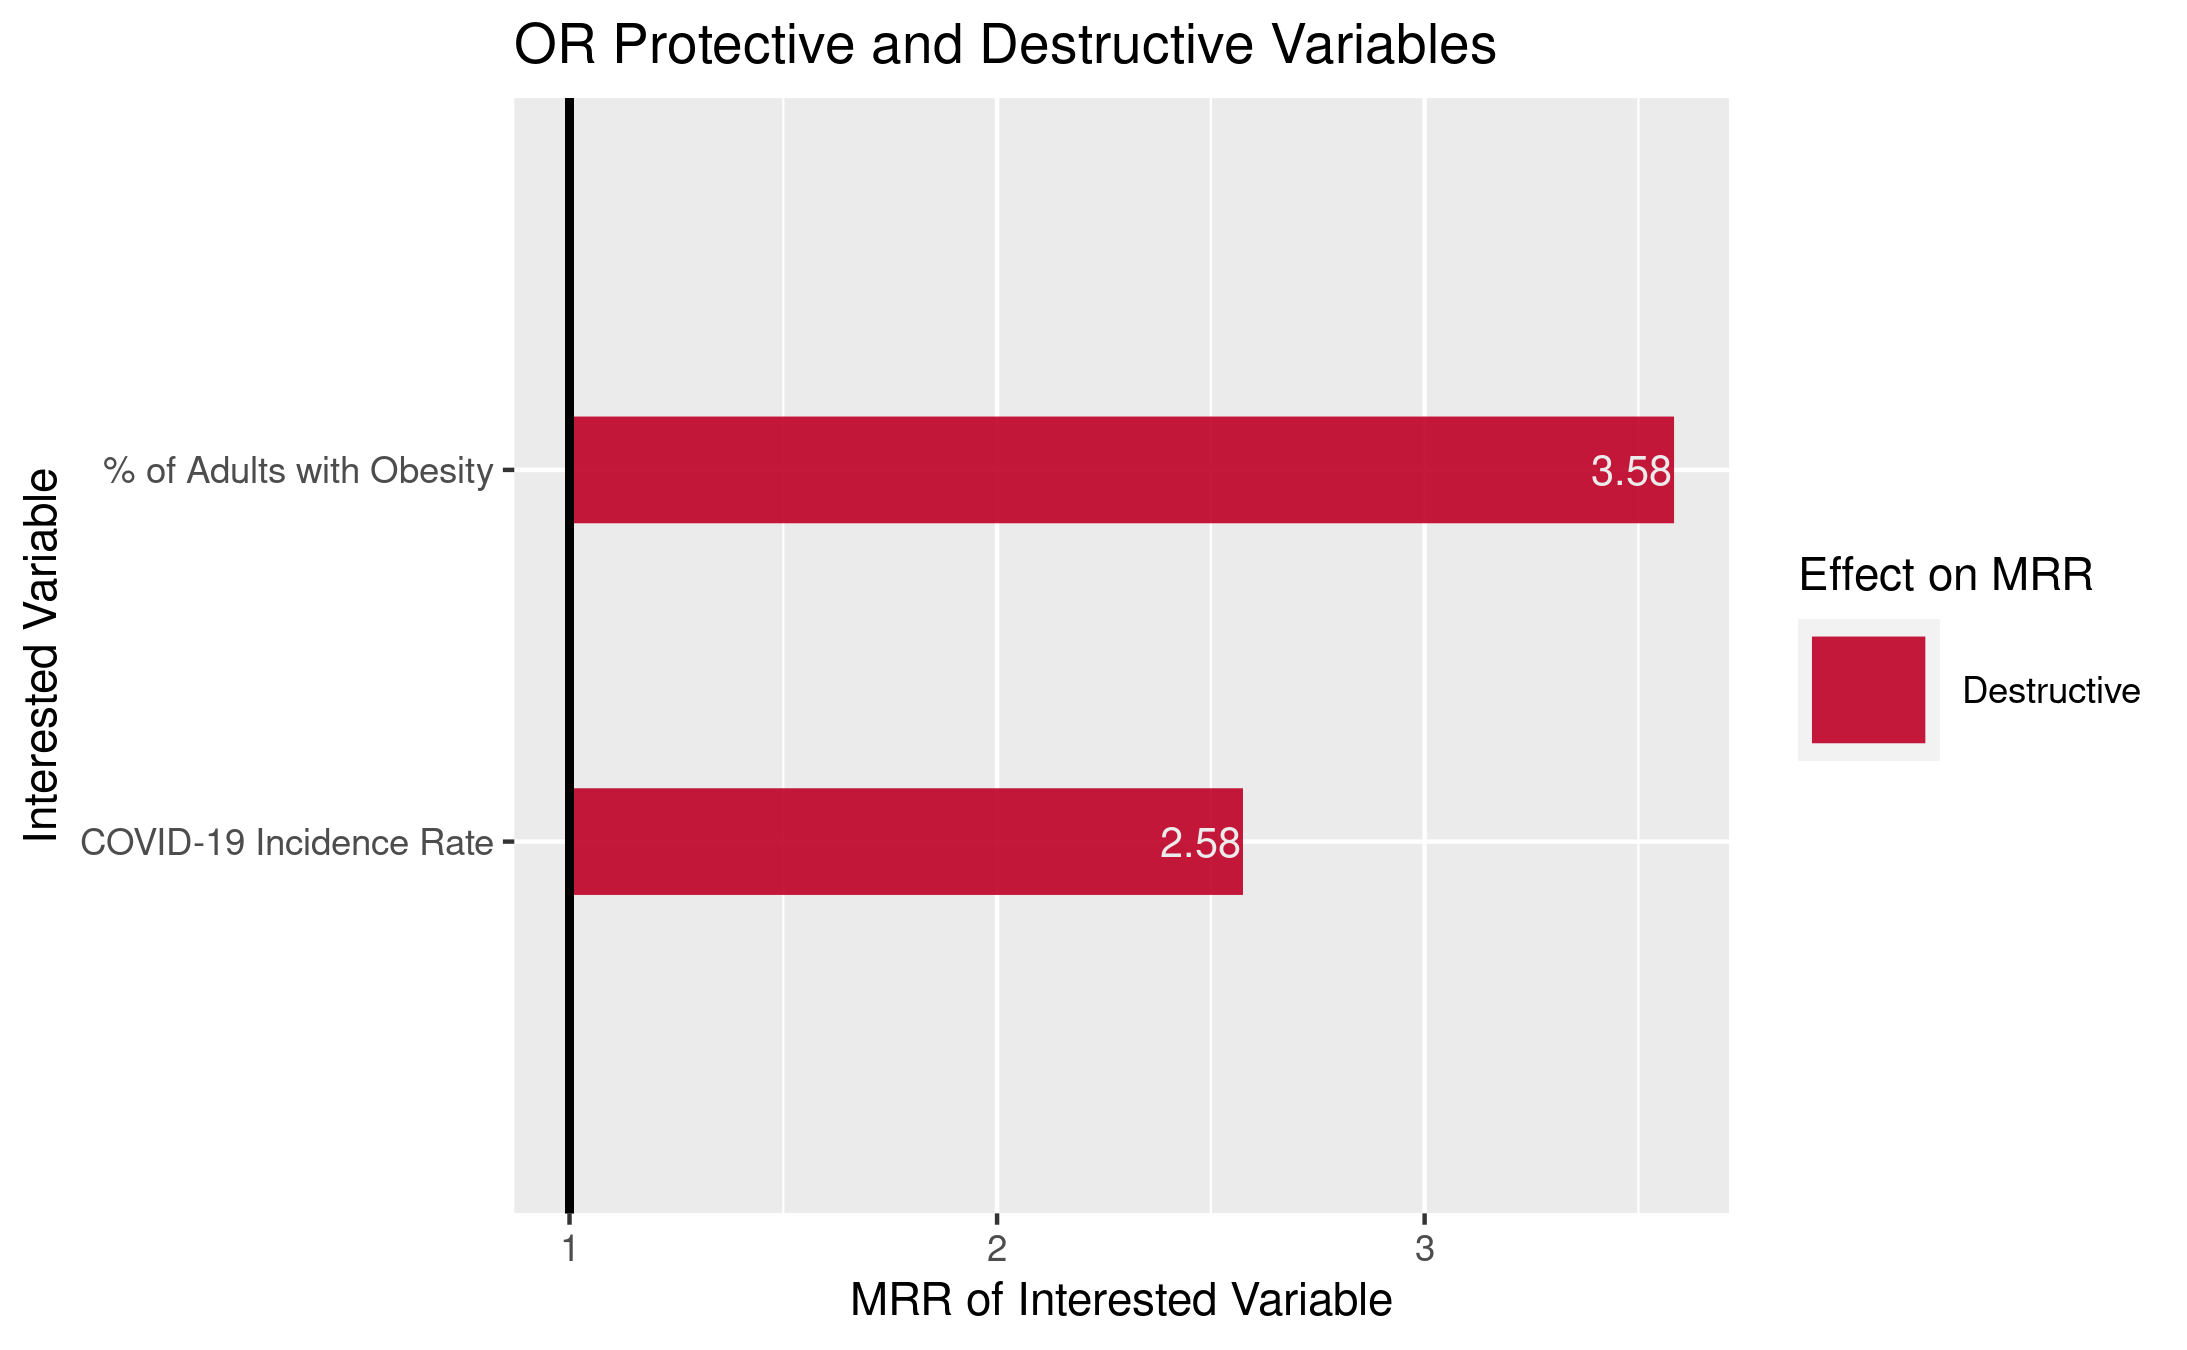 OR Protective and Destructive Variables
Interested Variable
% of Adults with Obesity
3.58
COVID-19 Incidence Rate
2.58
1
2
3
MRR of Interested Variable
Effect on MRR
Destructive